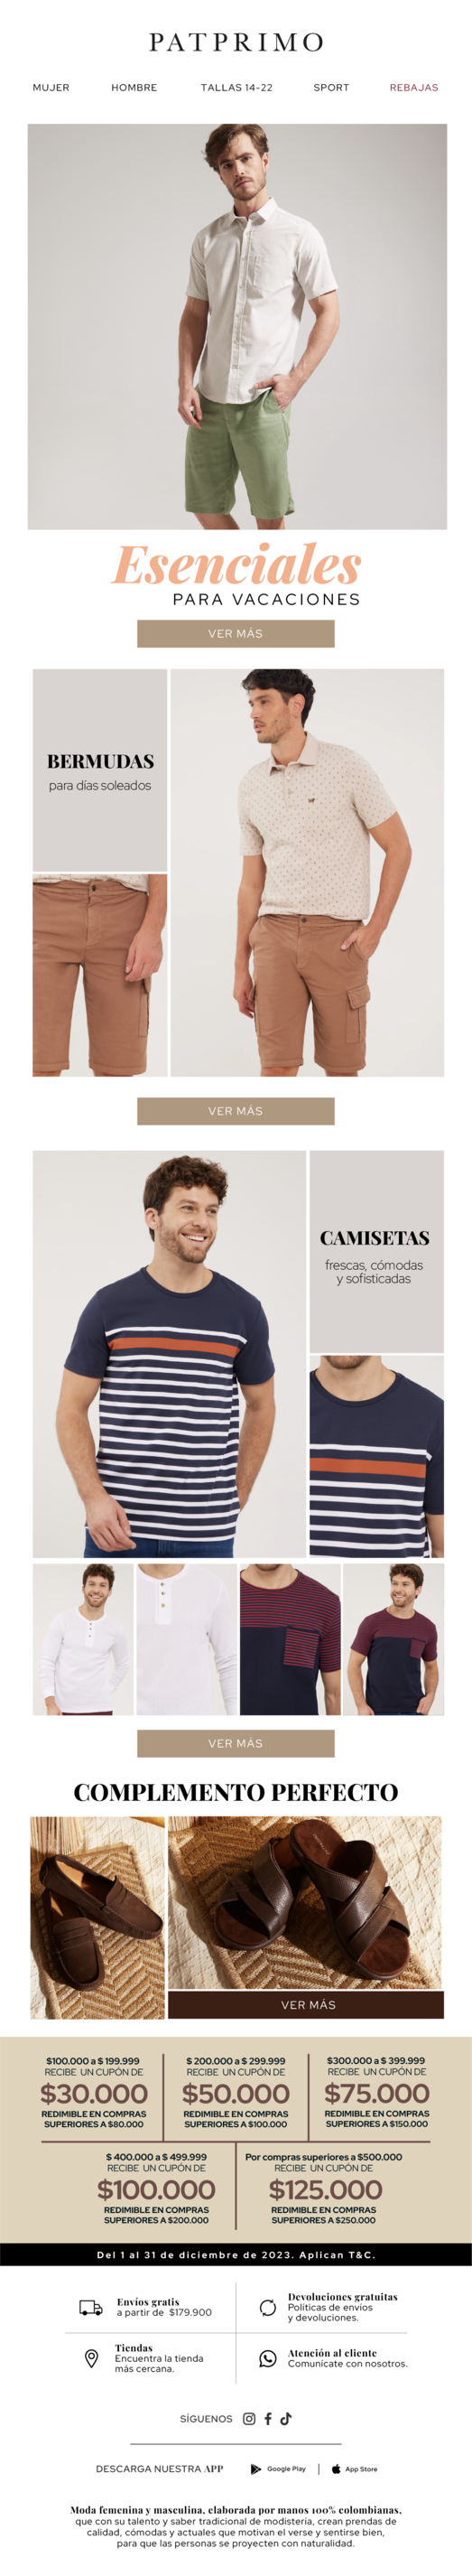 PATPRIMO
MUJER HOMBRE TALLAS 14-22 SPORT REBAJAS
Esenciales
PARA VACACIONES
VER MÁS
BERMUDAS
para días soleados
VER MÁS
CAMISETAS
frescas, cómodas
y sofisticadas
VER MÁS
COMPLEMENTO PERFECTO
VER MÁS
$100.000 a $ 199.999
RECIBE UN CUPÓN DE
$30.000
REDIMIBLE EN COMPRAS
SUPERIORES A $80.000
$ 200.000 a $ 299.999
RECIBE UN CUPÓN DE
$50.000
REDIMIBLE EN COMPRAS
SUPERIORES A $100.000
$300.000 a $ 399.999
RECIBE UN CUPÓN DE
$75.000
REDIMIBLE EN COMPRAS
SUPERIORES A $150.000
$ 400.000 a $ 499.999
RECIBE UN CUPÓN DE
$100.000
REDIMIBLE EN COMPRAS
SUPERIORES A $200.000
Por compras superiores a $500.000
RECIBE UN CUPÓN DE
$125.000
REDIMIBLE EN COMPRAS
SUPERIORES A $250.000
Del 1 al 31 de diciembre de 2023. Aplican T&C.
Envíos gratis
a partir de $179.900
Devoluciones gratuitas
Políticas de envíos
y devoluciones.
Tiendas
Encuentra la tienda
más cercana.
Atención al cliente
Comunícate con nosotros.
SÍGUENOS
DESCARGA NUESTRA APP Google Play | App Store
Moda femenina y masculina, elaborada por manos 100% colombianas,
que con su talento y saber tradicional de modistería, crean prendas de
calidad, cómodas y actuales que motivan el verse y sentirse bien,
para que las personas se proyecten con naturalidad.